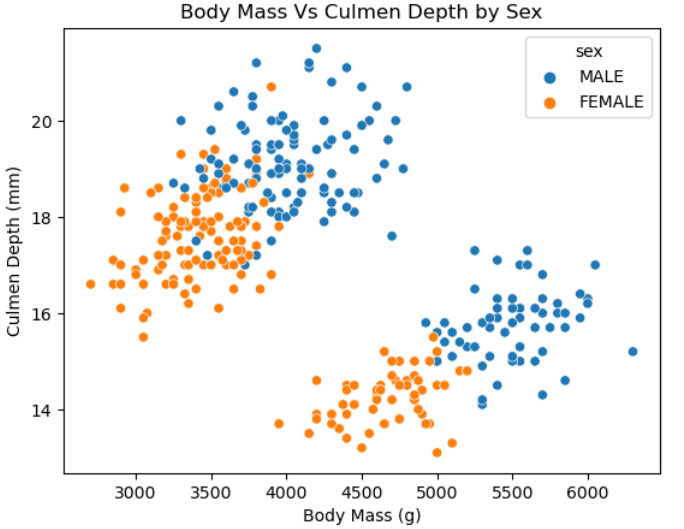 Body Mass Vs Culmen Depth by Sex
sex
MALE
FEMALE
Culmen Depth (mm)
20
18
16
14
3000 3500 4000 4500 5000 5500 6000
Body Mass (g)